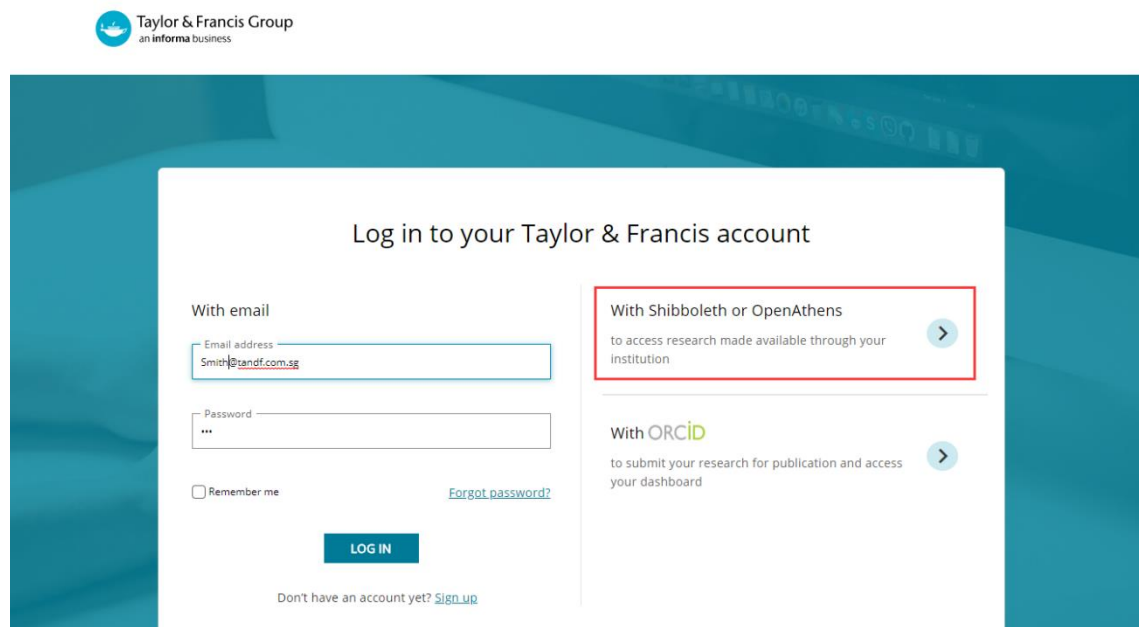 Taylor & Francis Group
an informa business
Log in to your Taylor & Francis account
With email
Email address
Smith@tandf.com.sg
Password
•••
Remember me
Forgot password?
LOG IN
Don't have an account yet? Sign up
With Shibboleth or OpenAthens
to access research made available through your
institution
With ORCiD
to submit your research for publication and access
your dashboard